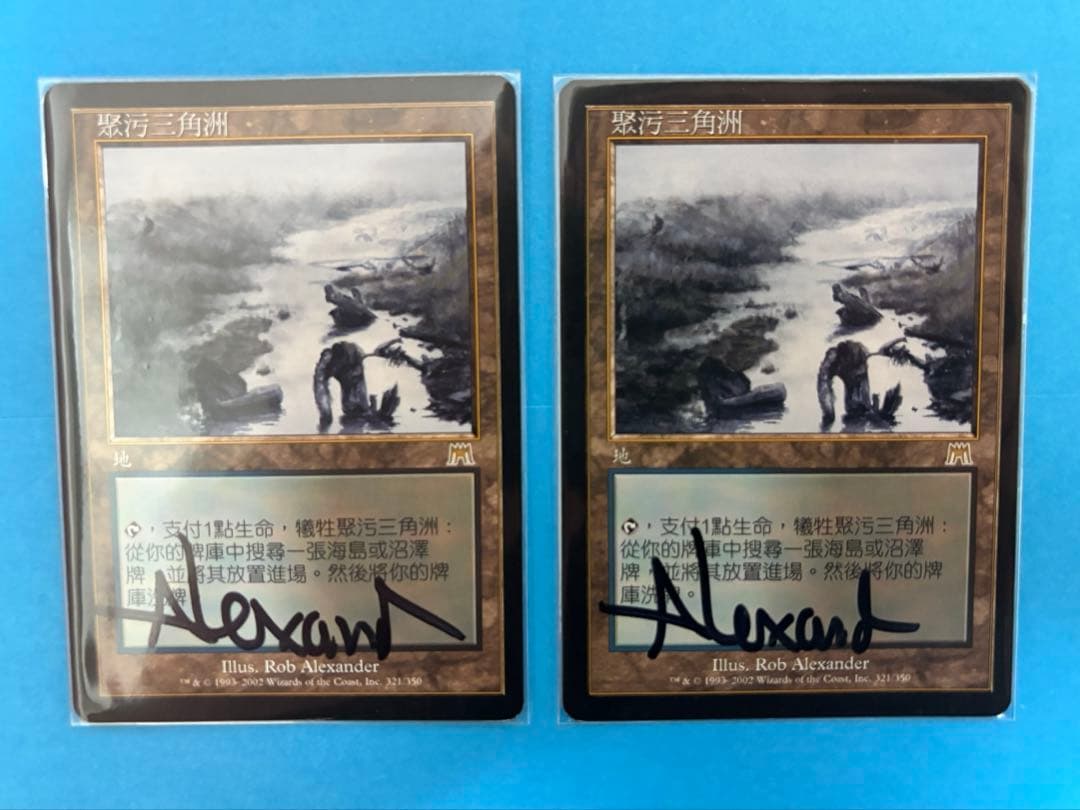 聚污三角洲
地
，支付1點生命，犧牲聚污三角洲：
從你的牌庫中搜尋一張海島或沼澤
牌，並將其放置進場。然後將你的牌
庫洗牌
Alexand
Illus. Rob Alexander
™ & © 1993-2002 Wizards of the Coast, Inc. 321/350
聚污三角洲
地
，支付1點生命，犧牲聚污三角洲：
從你的牌庫中搜尋一張海島或沼澤
牌，並將其放置進場。然後將你的牌
庫洗牌。
Alexand
Illus. Rob Alexander
™ & © 1993-2002 Wizards of the Coast, Inc. 321/350